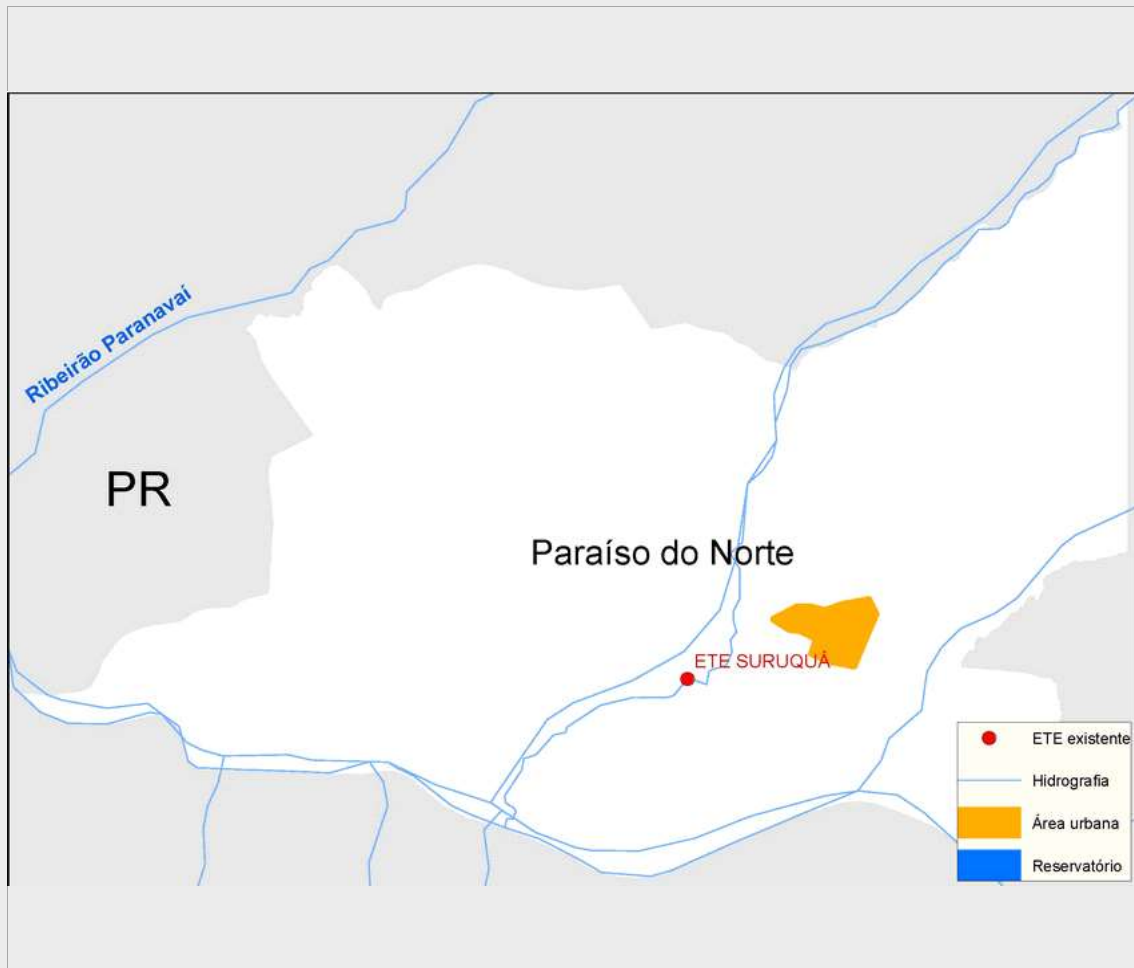 Ribeirão Paranavaí
PR
Paraíso do Norte
ETE SURUQUÁ
ETE existente
Hidrografia
Área urbana
Reservatório